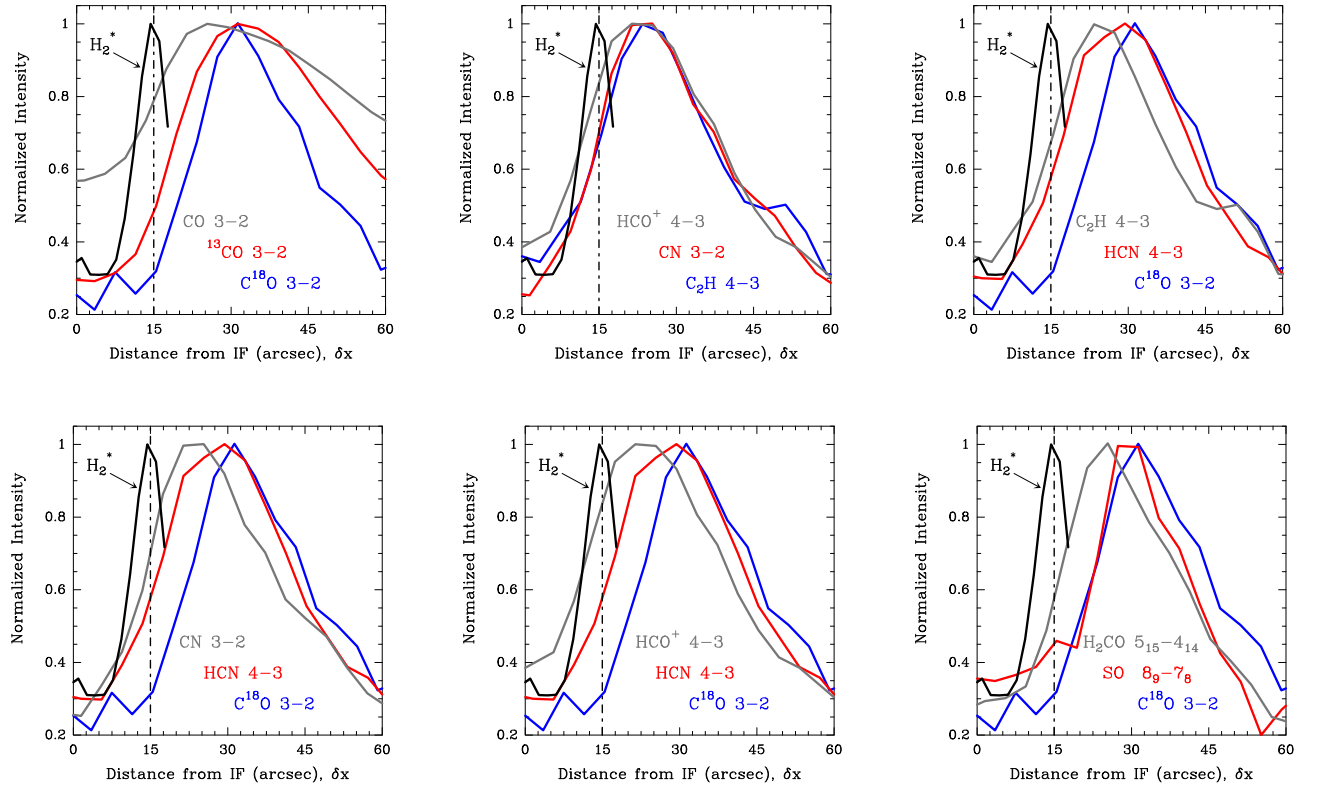 Normalized Intensity
1
0.8
0.6
0.4
0.2
H₂*
CO 3−2
¹³CO 3−2
C¹⁸O 3−2
0 15 30 45 60
Distance from IF (arcsec), δx
Normalized Intensity
1
0.8
0.6
0.4
0.2
H₂*
HCO⁺ 4−3
CN 3−2
C₂H 4−3
0 15 30 45 60
Distance from IF (arcsec), δx
Normalized Intensity
1
0.8
0.6
0.4
0.2
H₂*
C₂H 4−3
HCN 4−3
C¹⁸O 3−2
0 15 30 45 60
Distance from IF (arcsec), δx
Normalized Intensity
1
0.8
0.6
0.4
0.2
H₂*
CN 3−2
HCN 4−3
C¹⁸O 3−2
0 15 30 45 60
Distance from IF (arcsec), δx
Normalized Intensity
1
0.8
0.6
0.4
0.2
H₂*
HCO⁺ 4−3
HCN 4−3
C¹⁸O 3−2
0 15 30 45 60
Distance from IF (arcsec), δx
Normalized Intensity
1
0.8
0.6
0.4
0.2
H₂*
H₂CO 5₁₅−4₁₄
SO 8₉−7₈
C¹⁸O 3−2
0 15 30 45 60
Distance from IF (arcsec), δx